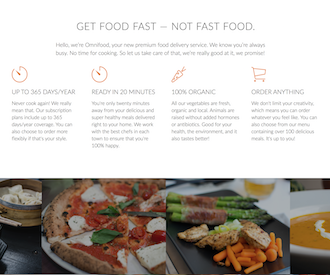 GET FOOD FAST — NOT FAST FOOD.
Hello, we're Omnifood, your new premium food delivery service. We know you're always
busy. No time for cooking. So let us take care of that, we're really good at it, we promise!
UP TO 365 DAYS/YEAR
Never cook again! We really
mean that. Our subscription
plans include up to 365
days/year coverage. You can
also choose to order more
flexibly if that's your style.
READY IN 20 MINUTES
You're only twenty minutes
away from your delicious and
super healthy meals delivered
right to your home. We work
with the best chefs in each
town to ensure that you're
100% happy.
100% ORGANIC
All our vegetables are fresh,
organic and local. Animals are
raised without added hormones
or antibiotics. Good for your
health, the environment, and it
also tastes better!
ORDER ANYTHING
We don't limit your creativity,
which means you can order
whatever you feel like. You can
also choose from our menu
containing over 100 delicious
meals. It's up to you!